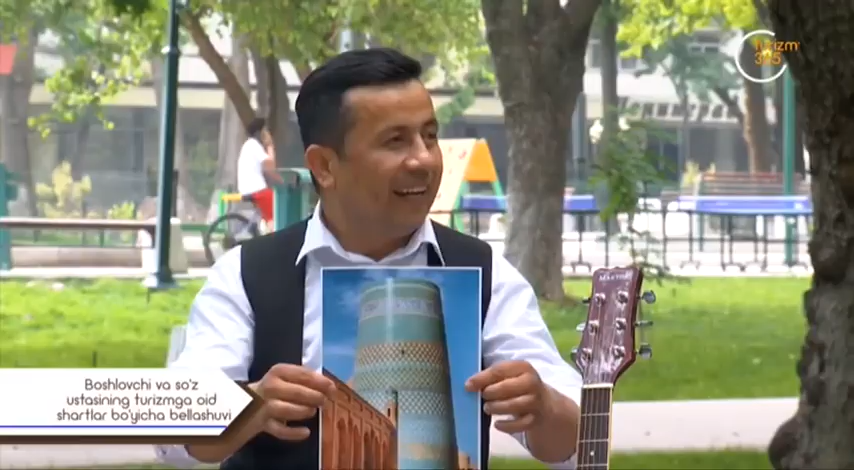 Turizm
365
Boshlovchi va so'z
ustasining turizmga oid
shartlar bo'yicha bellashuvi